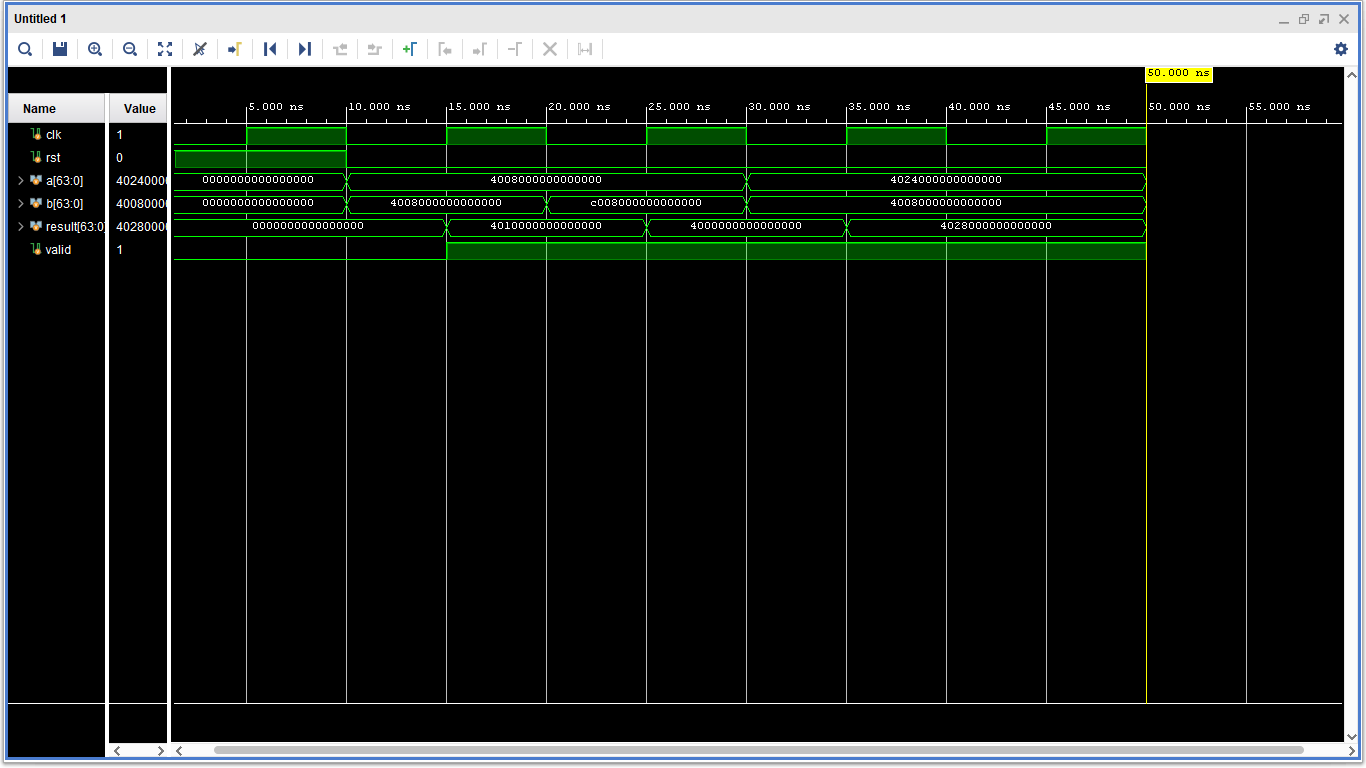 Untitled 1
50.000 ns
Name Value
5.000 ns 10.000 ns 15.000 ns 20.000 ns 25.000 ns 30.000 ns 35.000 ns 40.000 ns 45.000 ns 50.000 ns 55.000 ns
clk 1
rst 0
a[63:0] 40240000 0000000000000000 4008000000000000 4024000000000000
b[63:0] 40080000 0000000000000000 4008000000000000 c008000000000000 4008000000000000
result[63:0] 40280000 0000000000000000 4010000000000000 4000000000000000 4028000000000000
valid 1